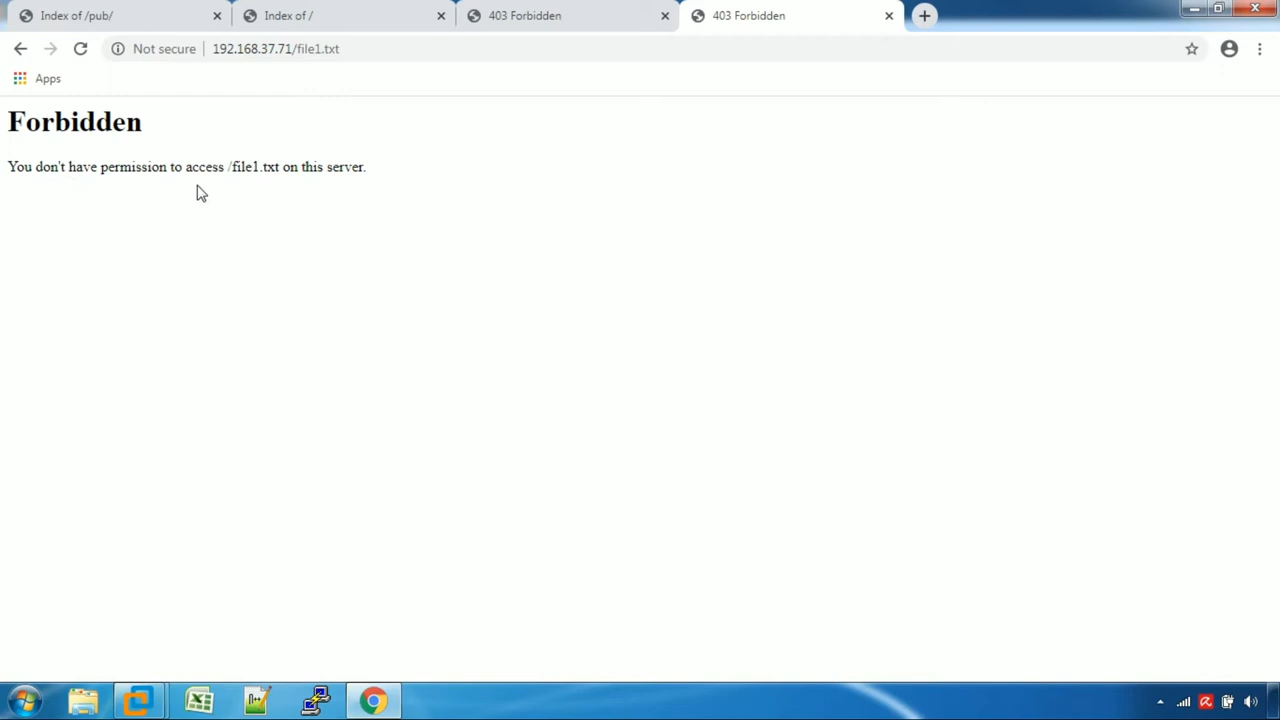 Index of /pub/
Index of /
403 Forbidden
403 Forbidden
Not secure
192.168.37.71/file1.txt
Apps
Forbidden
You don't have permission to access /file1.txt on this server.